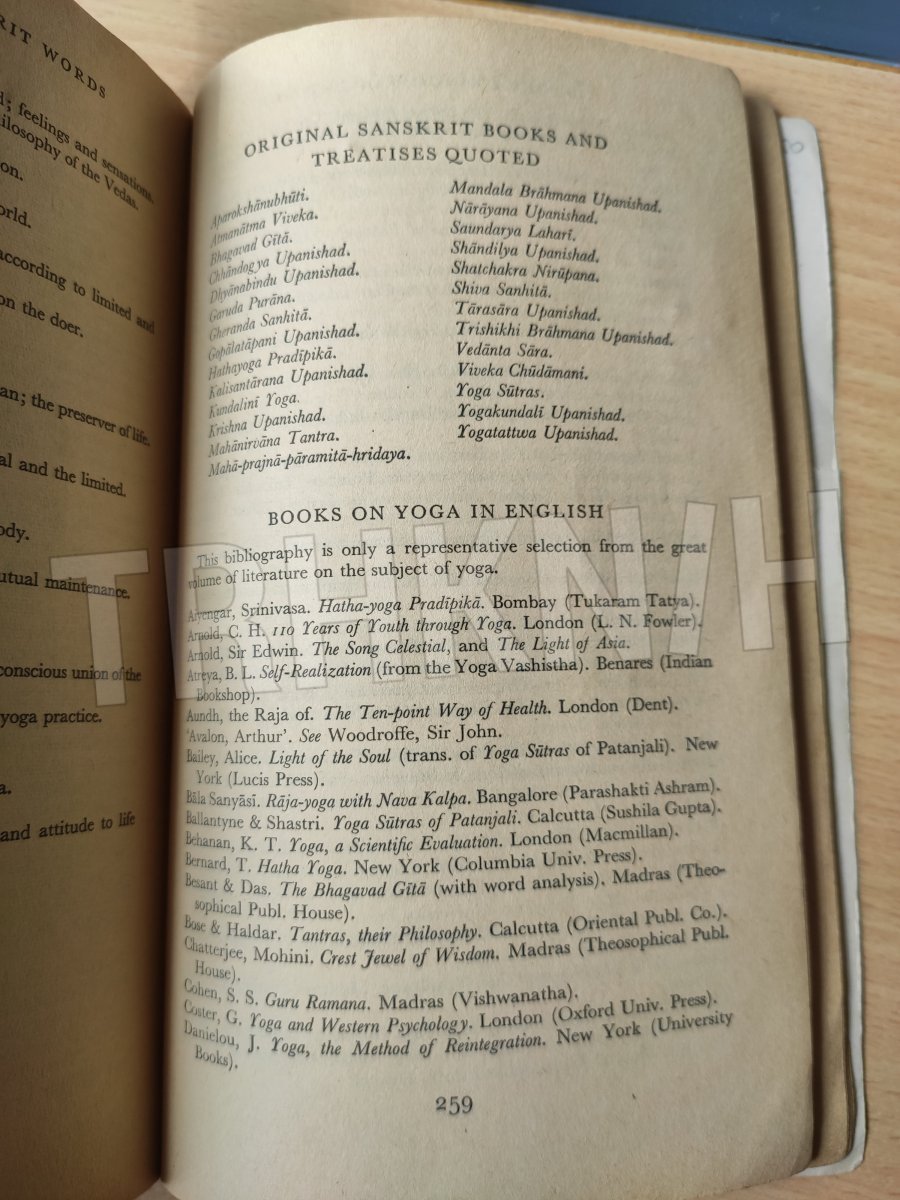 RIT WORDS
; feelings and sensations.
ilosophy of the Vedas.
on.
orld.
according to limited and
on the doer.
an; the preserver of life.
al and the limited.
ody.
utual maintenance.
conscious union of the
yoga practice.
a.
and attitude to life
ORIGINAL SANSKRIT BOOKS AND
TREATISES QUOTED
Aparokshānubhūti.
Atmanātma Viveka.
Bhagavad Gītā.
Chhāndogya Upanishad.
Dhyānabindu Upanishad.
Garuda Purāna.
Gheranda Sanhitā.
Gopālatāpani Upanishad.
Hathayoga Pradīpikā.
Kalisantārana Upanishad.
Kundalinī Yoga.
Krishna Upanishad.
Mahānirvāna Tantra.
Mahā-prajnā-pāramitā-hridaya.
Mandala Brāhmana Upanishad.
Nārāyana Upanishad.
Saundarya Laharī.
Shāndilya Upanishad.
Shatchakra Nirūpana.
Shiva Sanhitā.
Tārasāra Upanishad.
Trishikhi Brāhmana Upanishad.
Vedānta Sāra.
Viveka Chūdāmani.
Yoga Sūtras.
Yogakundalī Upanishad.
Yogatattwa Upanishad.
BOOKS ON YOGA IN ENGLISH
This bibliography is only a representative selection from the great
volume of literature on the subject of yoga.
Aiyengar, Srinivasa. Hatha-yoga Pradīpikā. Bombay (Tukaram Tatya).
Arnold, C. H. 110 Years of Youth through Yoga. London (L. N. Fowler).
Arnold, Sir Edwin. The Song Celestial, and The Light of Asia.
Atreya, B. L. Self-Realization (from the Yoga Vashistha). Benares (Indian
Bookshop).
Aundh, the Raja of. The Ten-point Way of Health. London (Dent).
'Avalon, Arthur'. See Woodroffe, Sir John.
Bailey, Alice. Light of the Soul (trans. of Yoga Sūtras of Patanjali). New
York (Lucis Press).
Bāla Sanyāsī. Rāja-yoga with Nava Kalpa. Bangalore (Parashakti Ashram).
Ballantyne & Shastri. Yoga Sūtras of Patanjali. Calcutta (Sushila Gupta).
Behanan, K. T. Yoga, a Scientific Evaluation. London (Macmillan).
Bernard, T. Hatha Yoga. New York (Columbia Univ. Press).
Besant & Das. The Bhagavad Gītā (with word analysis). Madras (Theo-
sophical Publ. House).
Bose & Haldar. Tantras, their Philosophy. Calcutta (Oriental Publ. Co.).
Chatterjee, Mohini. Crest Jewel of Wisdom. Madras (Theosophical Publ.
House).
Cohen, S. S. Guru Ramana. Madras (Vishwanatha).
Coster, G. Yoga and Western Psychology. London (Oxford Univ. Press).
Danielou, J. Yoga, the Method of Reintegration. New York (University
Books).
259
TRHKN/H